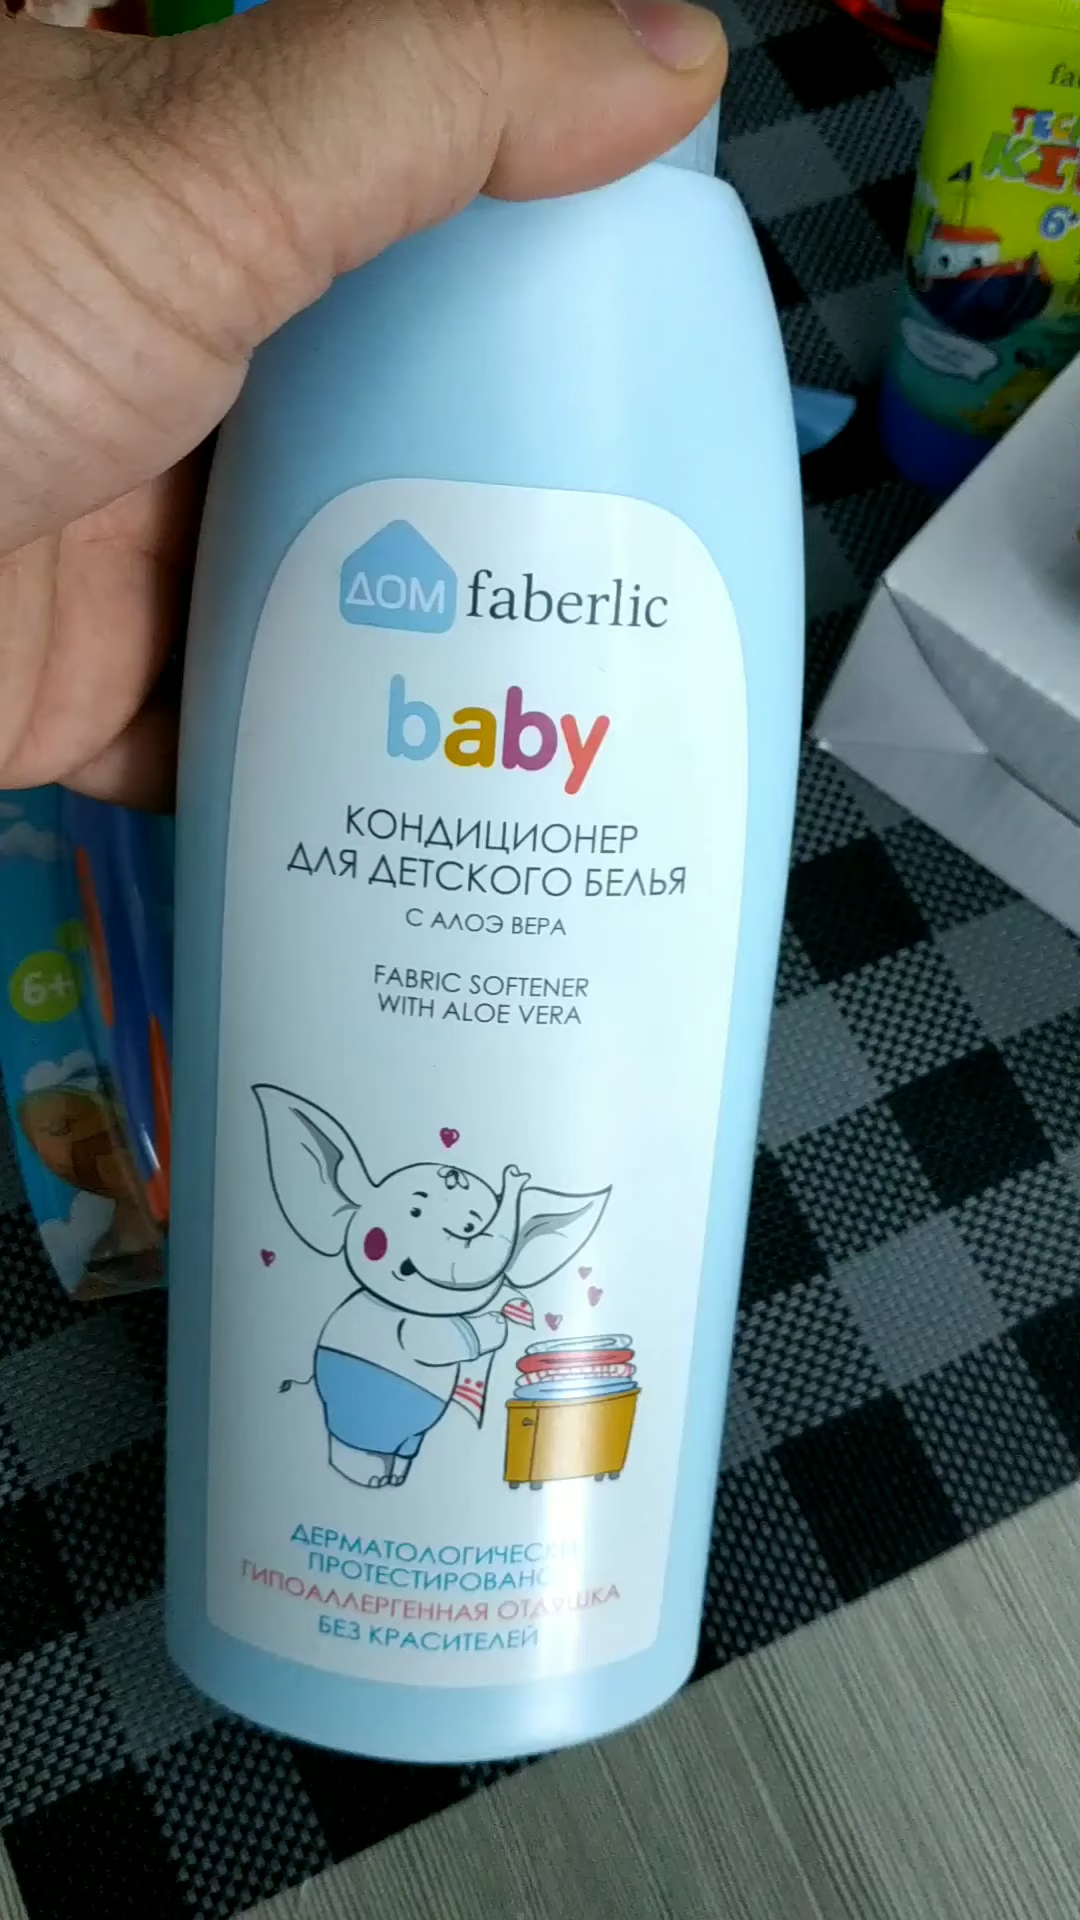 ДОМ faberlic
baby
КОНДИЦИОНЕР
ДЛЯ ДЕТСКОГО БЕЛЬЯ
С АЛОЭ ВЕРА
FABRIC SOFTENER
WITH ALOE VERA
ДЕРМАТОЛОГИЧЕСКИ
ПРОТЕСТИРОВАНО
ГИПОАЛЛЕРГЕННАЯ ОТДУШКА
БЕЗ КРАСИТЕЛЕЙ
6+
6+